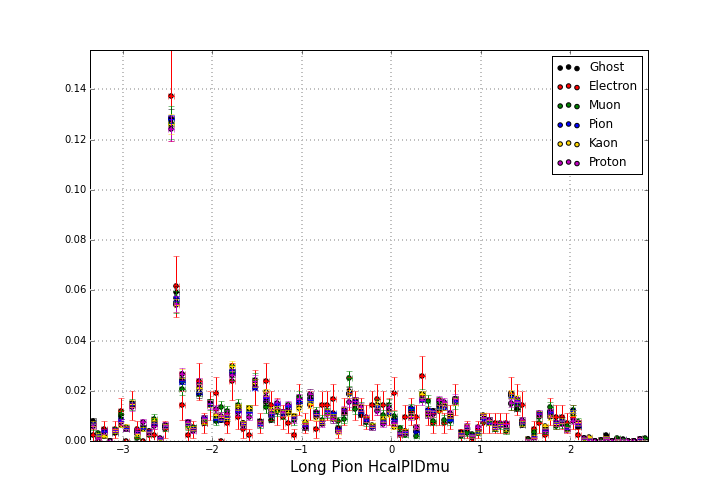 0.14
0.12
0.10
0.08
0.06
0.04
0.02
0.00
−3
−2
−1
0
1
2
Long Pion HcalPIDmu
Ghost
Electron
Muon
Pion
Kaon
Proton